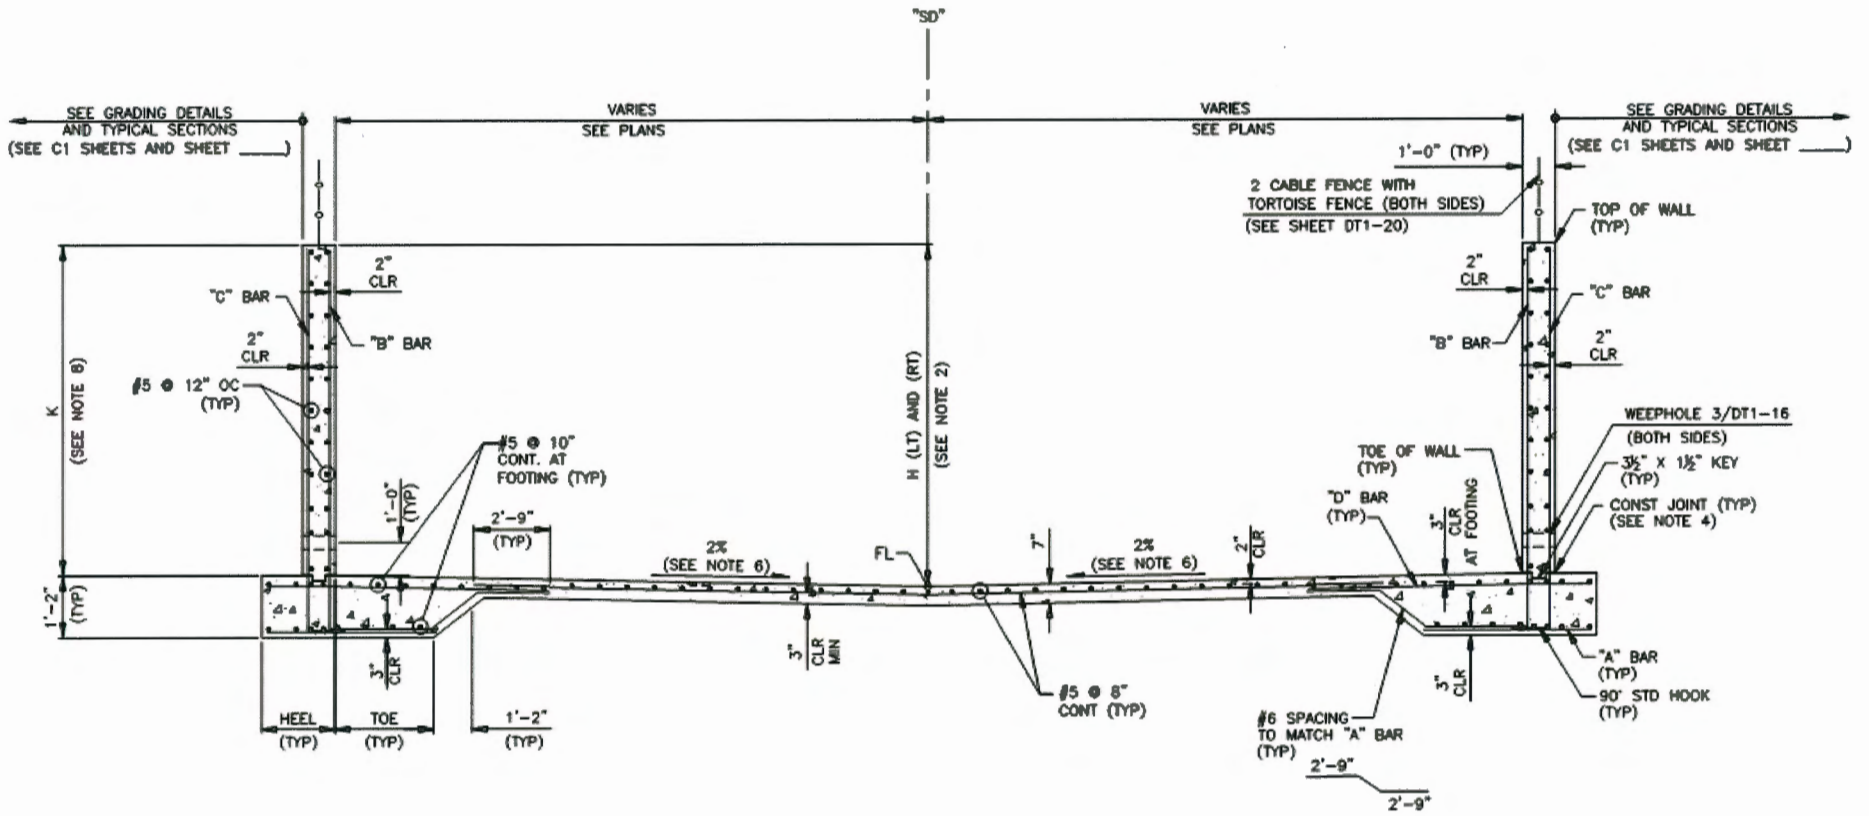 "SD"
SEE GRADING DETAILS
AND TYPICAL SECTIONS
(SEE C1 SHEETS AND SHEET _____)
VARIES
SEE PLANS
VARIES
SEE PLANS
SEE GRADING DETAILS
AND TYPICAL SECTIONS
(SEE C1 SHEETS AND SHEET _____)
1'-0" (TYP)
2 CABLE FENCE WITH
TORTOISE FENCE (BOTH SIDES)
(SEE SHEET DT1-20)
TOP OF WALL
(TYP)
2"
CLR
"C" BAR
"B" BAR
2"
CLR
#5 @ 12" OC
(TYP)
K
(SEE NOTE 8)
#5 @ 10"
CONT. AT
FOOTING (TYP)
1'-0"
(TYP)
2'-9"
(TYP)
H (LT) AND (RT)
(SEE NOTE 2)
2"
CLR
"C" BAR
"B" BAR
2"
CLR
WEEPHOLE 3/DT1-16
(BOTH SIDES)
3½" X 1½" KEY
(TYP)
CONST JOINT (TYP)
(SEE NOTE 4)
TOE OF WALL
(TYP)
"D" BAR
(TYP)
3"
CLR
AT FOOTING
2%
(SEE NOTE 6)
FL
7"
2%
(SEE NOTE 6)
2"
CLR
1'-2"
(TYP)
3"
CLR
3"
CLR
MIN
3"
CLR
"A" BAR
(TYP)
90° STD HOOK
(TYP)
HEEL
(TYP)
TOE
(TYP)
1'-2"
(TYP)
#5 @ 8"
CONT (TYP)
#6 SPACING
TO MATCH "A" BAR
(TYP)
2'-9"
2'-9"